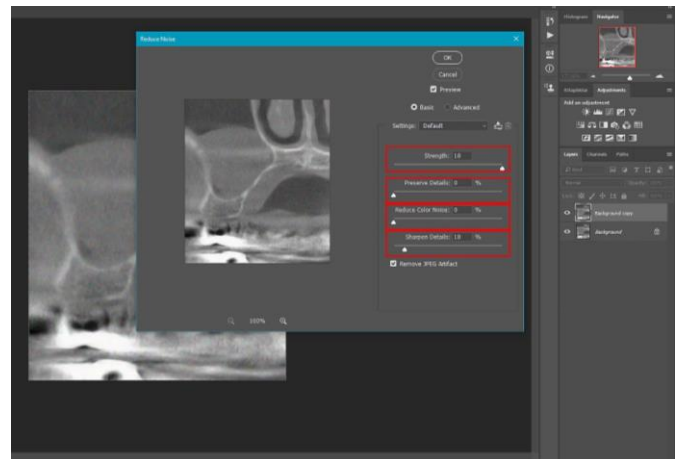 Reduce Noise
OK
Cancel
Preview
Basic
Advanced
Settings: Default
Strength: 10
Preserve Details: 0 %
Reduce Color Noise: 0 %
Sharpen Details: 10 %
Remove JPEG Artifact
100%
Histogram
Navigator
Adjustments
Add an adjustment
Layers
Channels
Paths
Background copy
Background